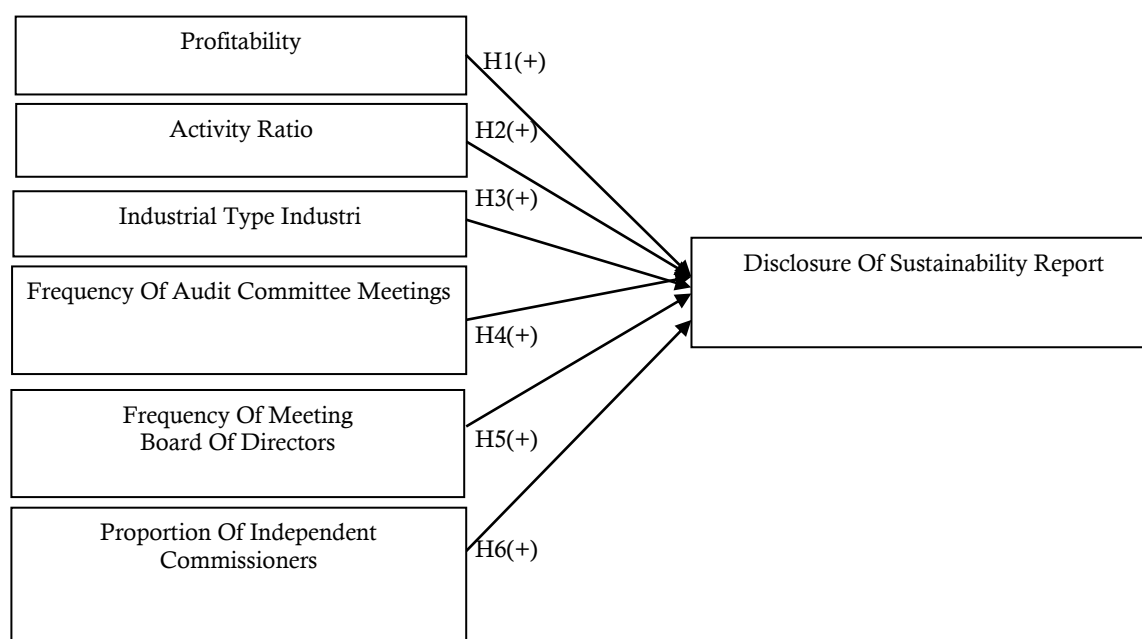 Profitability
H1(+)
Activity Ratio
H2(+)
Industrial Type Industri
H3(+)
Frequency Of Audit Committee Meetings
H4(+)
Frequency Of Meeting
Board Of Directors
H5(+)
Proportion Of Independent
Commissioners
H6(+)
Disclosure Of Sustainability Report